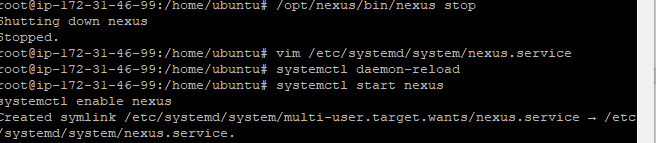 root@ip-172-31-46-99:/home/ubuntu# /opt/nexus/bin/nexus stop
Shutting down nexus
Stopped.
root@ip-172-31-46-99:/home/ubuntu# vim /etc/systemd/system/nexus.service
root@ip-172-31-46-99:/home/ubuntu# systemctl daemon-reload
root@ip-172-31-46-99:/home/ubuntu# systemctl start nexus
systemctl enable nexus
Created symlink /etc/systemd/system/multi-user.target.wants/nexus.service → /etc
/systemd/system/nexus.service.